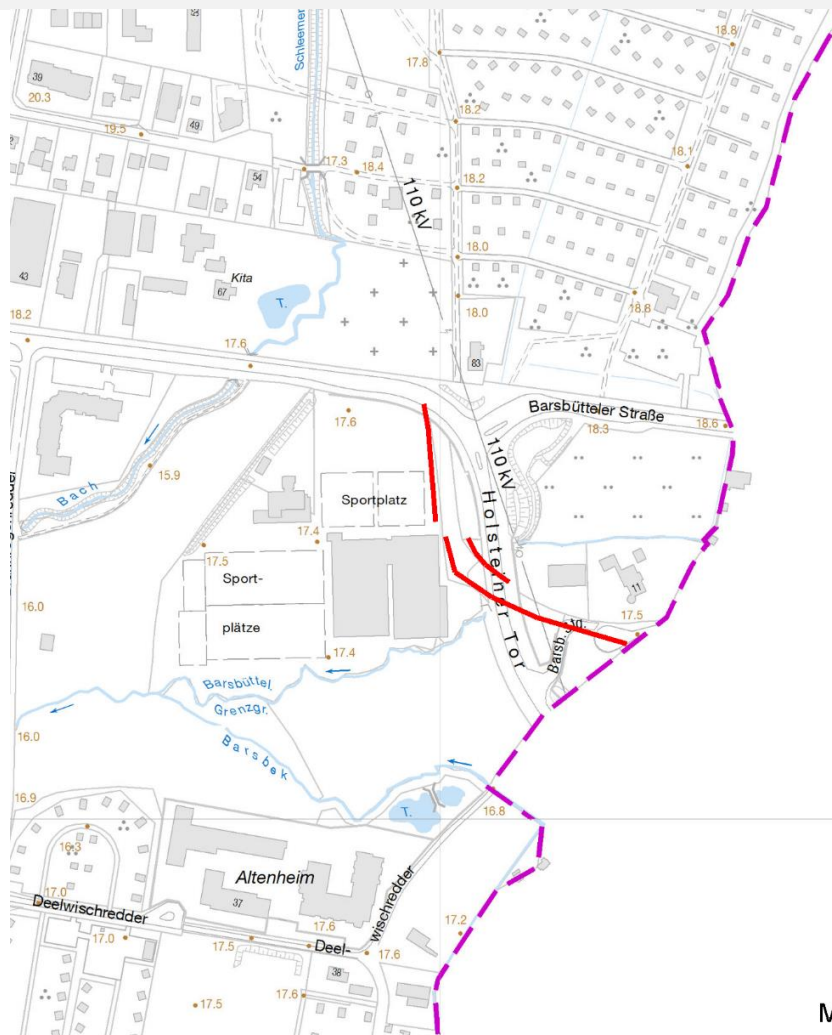 Schleemer
18.8
17.8
39
20.3
19.5
49
18.2
54
17.3
18.4
18.1
110 kV
18.2
Kita
67
43
T.
18.0
18.0
18.8
18.2
17.6
83
Barsbütteler Straße
18.3
18.6
17.6
110 kV
15.9
Bach
Sportplatz
Holsteiner Tor
17.4
17.5
Sport-
plätze
11
16.0
17.5
17.4
Barsbüttel.
Grenzgr.
Barsbek
16.0
16.9
16.8
T.
16.3
Altenheim
37
17.0
Deelwischredder
17.0
17.5
17.6
Deel-
wischredder
17.6
17.2
38
17.5
17.6
M